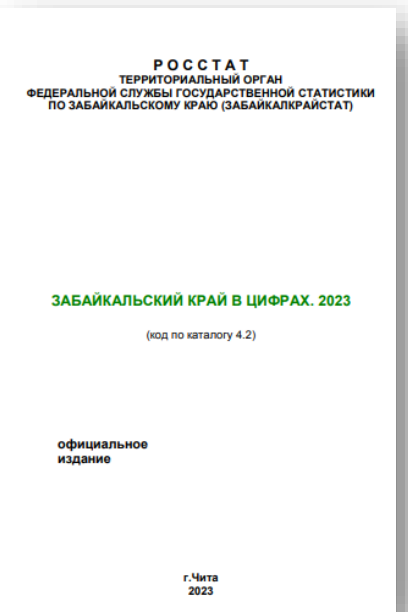 Р О С С Т А Т
ТЕРРИТОРИАЛЬНЫЙ ОРГАН
ФЕДЕРАЛЬНОЙ СЛУЖБЫ ГОСУДАРСТВЕННОЙ СТАТИСТИКИ
ПО ЗАБАЙКАЛЬСКОМУ КРАЮ (ЗАБАЙКАЛКРАЙСТАТ)
ЗАБАЙКАЛЬСКИЙ КРАЙ В ЦИФРАХ. 2023
(код по каталогу 4.2)
официальное
издание
г.Чита
2023